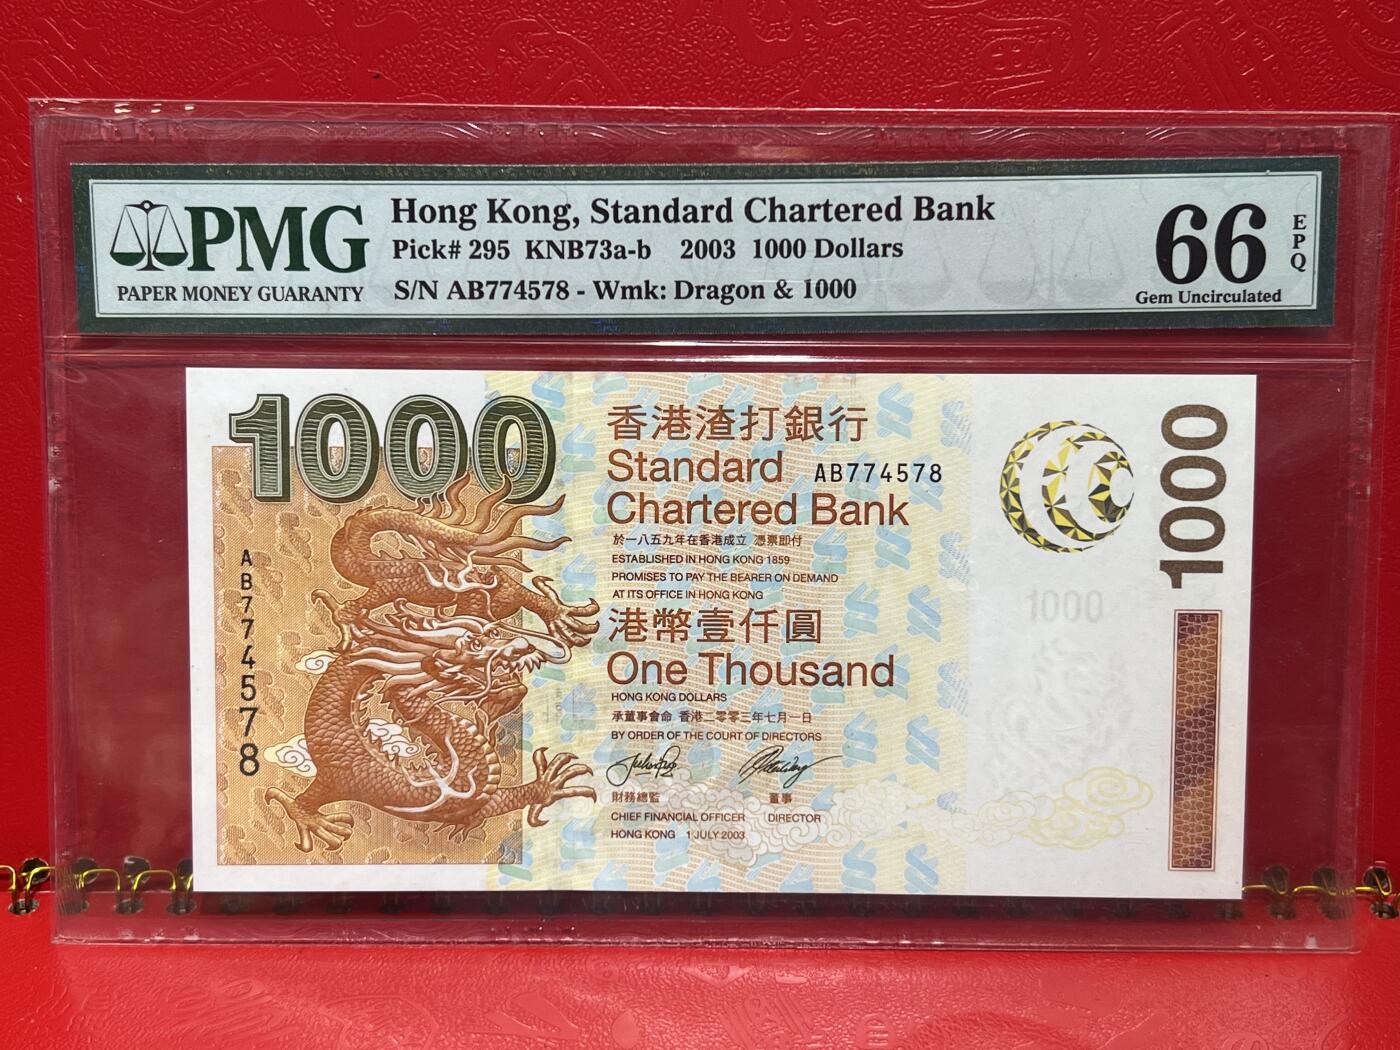 PMG
PAPER MONEY GUARANTY
Hong Kong, Standard Chartered Bank
Pick# 295 KNB73a-b 2003 1000 Dollars
S/N AB774578 - Wmk: Dragon & 1000
66
EPQ
Gem Uncirculated
1000
香港渣打銀行
Standard
AB774578
Chartered Bank
於一八五九年在香港成立 憑票即付
ESTABLISHED IN HONG KONG 1859
PROMISES TO PAY THE BEARER ON DEMAND
AT ITS OFFICE IN HONG KONG
港幣壹仟圓
One Thousand
HONG KONG DOLLARS
承董事會命 香港二零零三年七月一日
BY ORDER OF THE COURT OF DIRECTORS
財務總監 董事
CHIEF FINANCIAL OFFICER DIRECTOR
HONG KONG 1 JULY 2003
AB774578
1000
1000